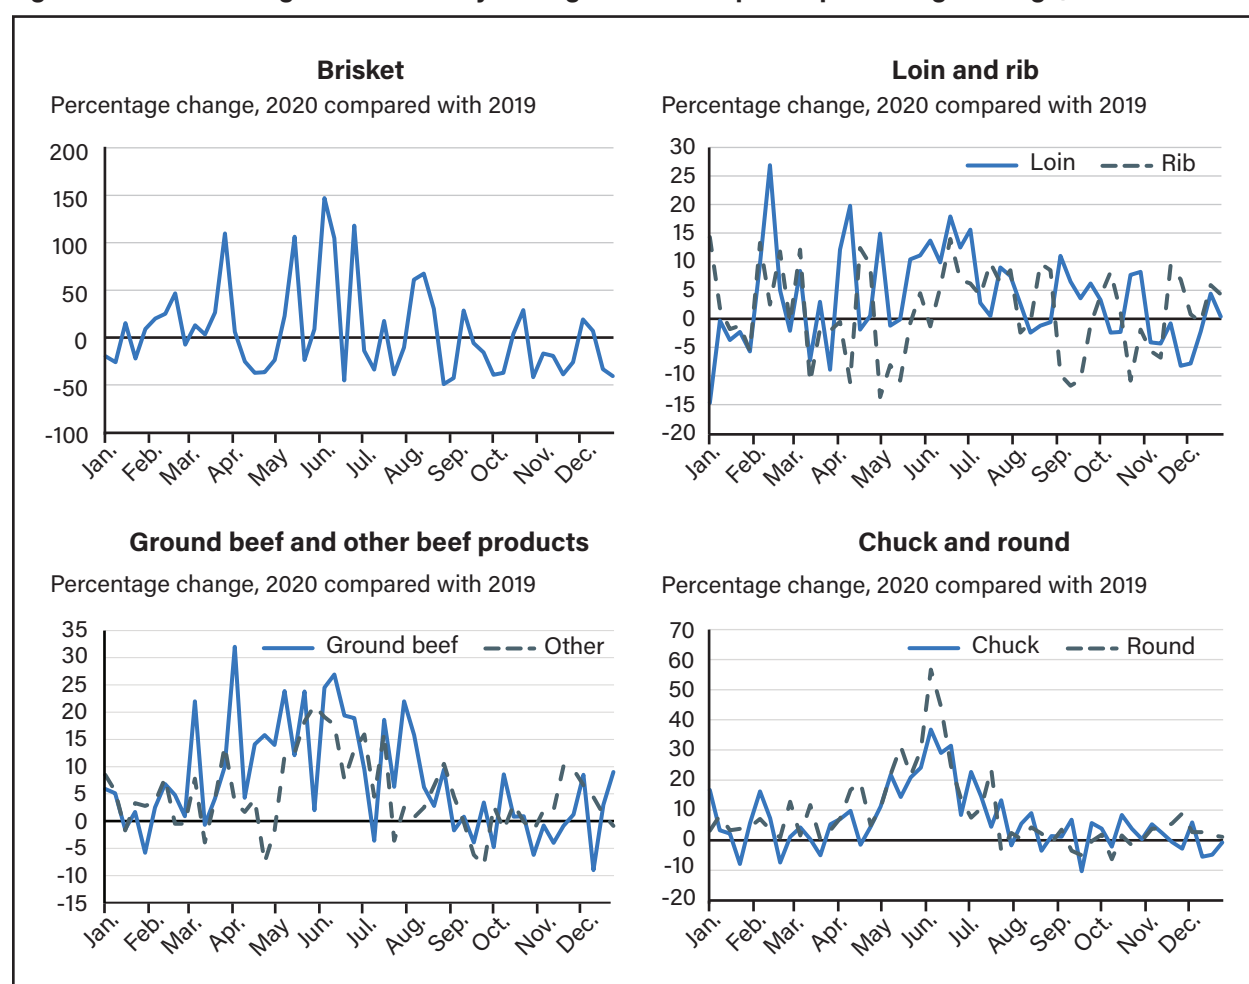 Brisket
Percentage change, 2020 compared with 2019
200
150
100
50
0
-50
-100
Jan. Feb. Mar. Apr. May Jun. Jul. Aug. Sep. Oct. Nov. Dec.
Loin and rib
Percentage change, 2020 compared with 2019
Loin Rib
30
25
20
15
10
5
0
-5
-10
-15
-20
Jan. Feb. Mar. Apr. May Jun. Jul. Aug. Sep. Oct. Nov. Dec.
Ground beef and other beef products
Percentage change, 2020 compared with 2019
Ground beef Other
35
30
25
20
15
10
5
0
-5
-10
-15
Jan. Feb. Mar. Apr. May Jun. Jul. Aug. Sep. Oct. Nov. Dec.
Chuck and round
Percentage change, 2020 compared with 2019
Chuck Round
70
60
50
40
30
20
10
0
-10
-20
Jan. Feb. Mar. Apr. May Jun. Jul. Aug. Sep. Oct. Nov. Dec.